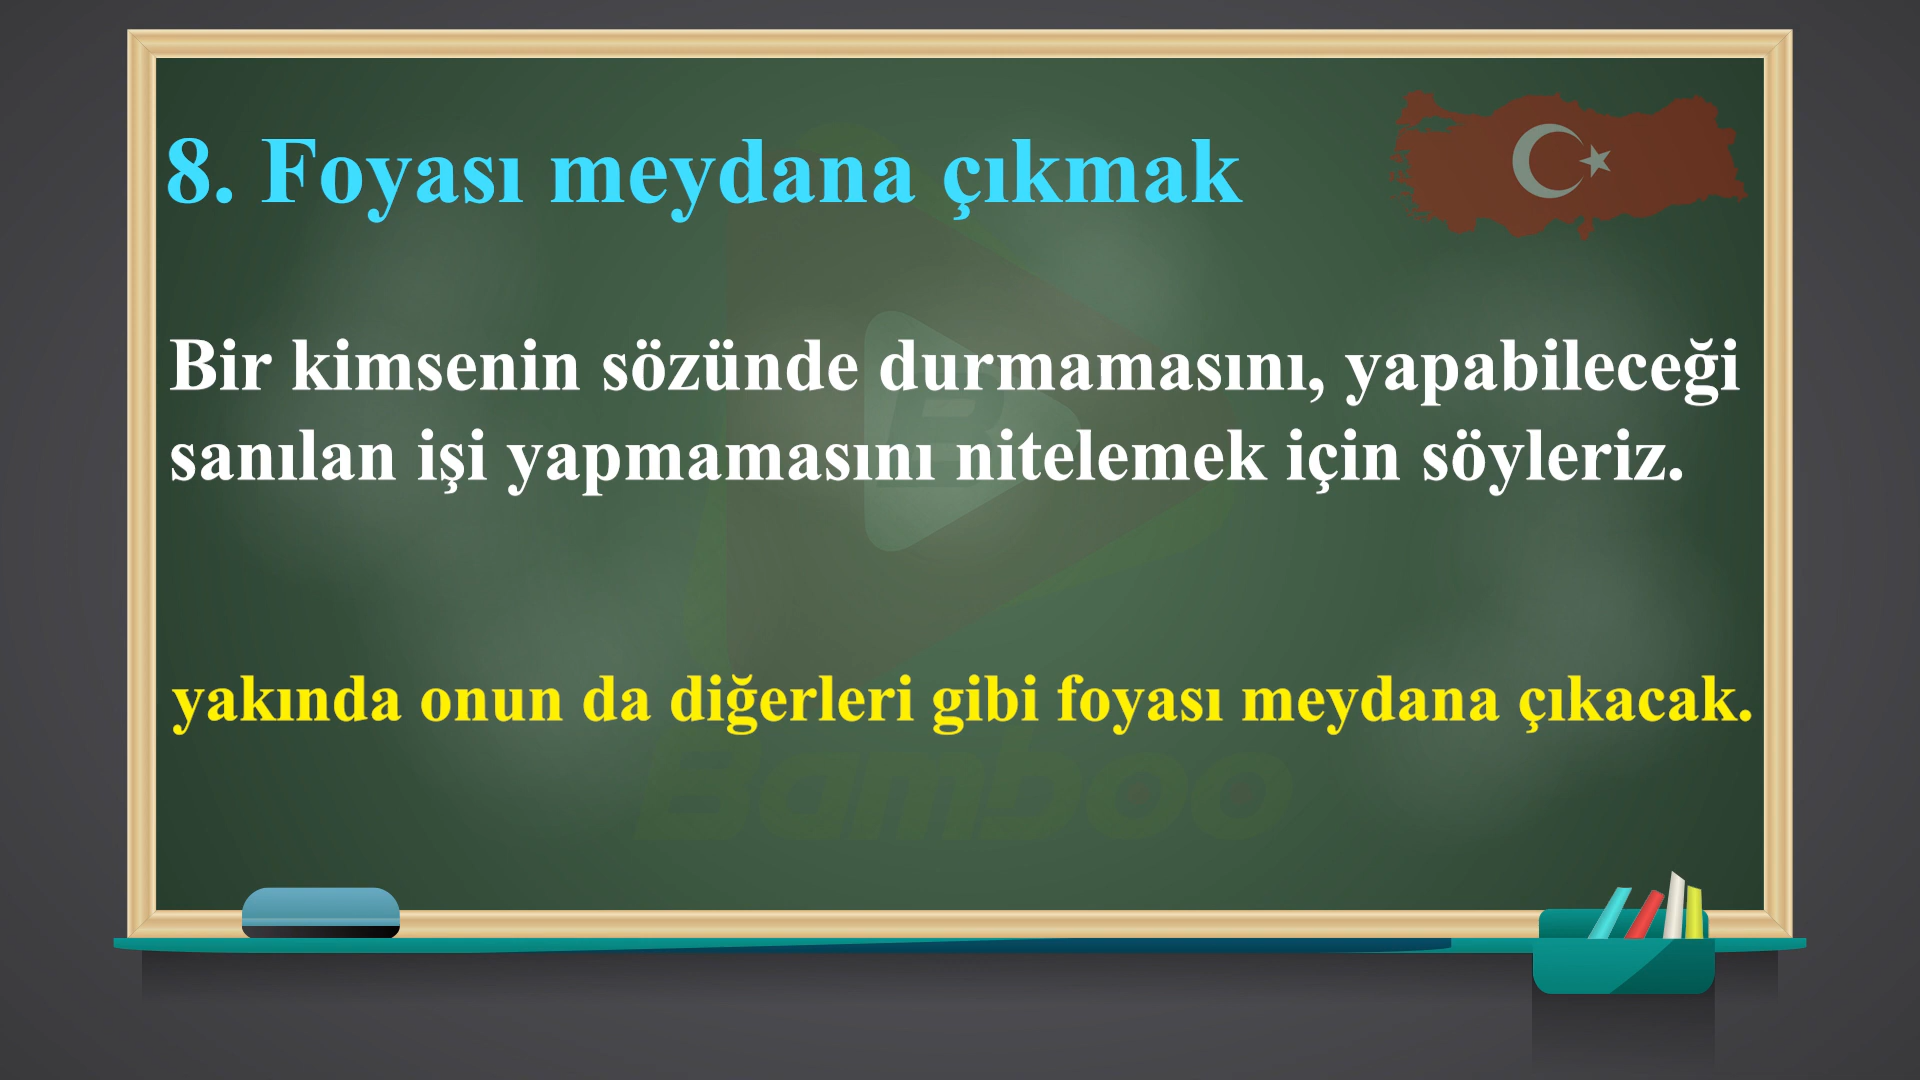 8. Foyası meydana çıkmak
Bir kimsenin sözünde durmamasını, yapabileceği
sanılan işi yapmamasını nitelemek için söyleriz.
yakında onun da diğerleri gibi foyası meydana çıkacak.
Bamboo